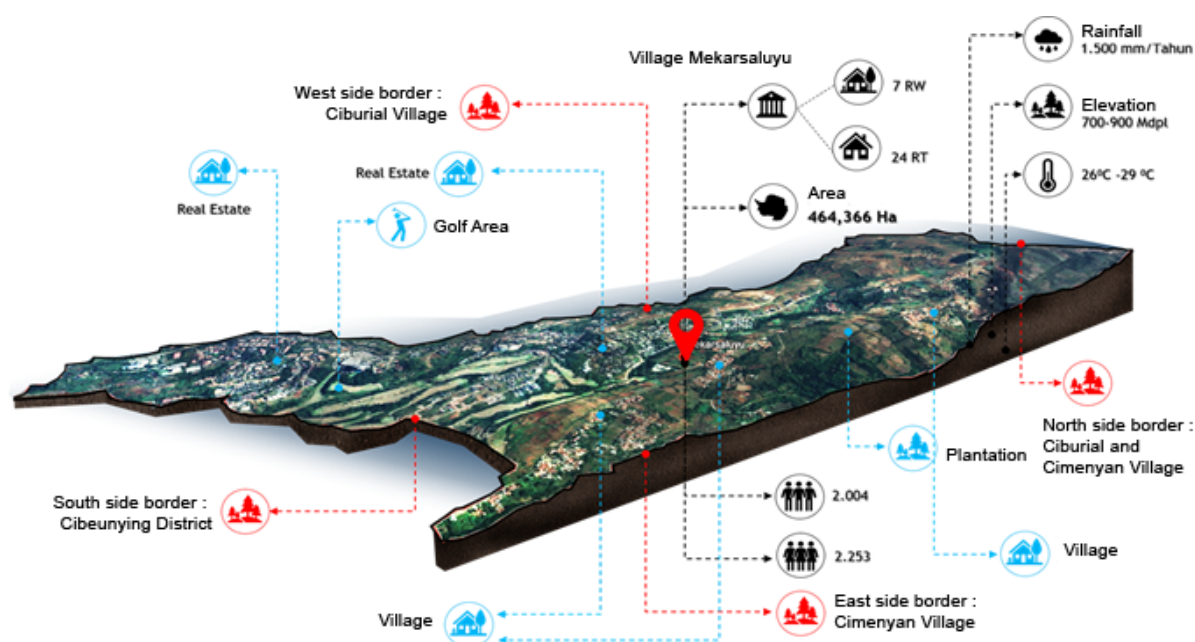 Rainfall
1.500 mm/Tahun
Village Mekarsaluyu
7 RW
West side border :
Ciburial Village
Elevation
700-900 Mdpl
24 RT
Real Estate
26ºC -29 ºC
Real Estate
Area
464,366 Ha
Golf Area
Mekarsaluyu
North side border :
Ciburial and
Cimenyan Village
Plantation
South side border :
Cibeunying District
2.004
2.253
Village
East side border :
Cimenyan Village
Village